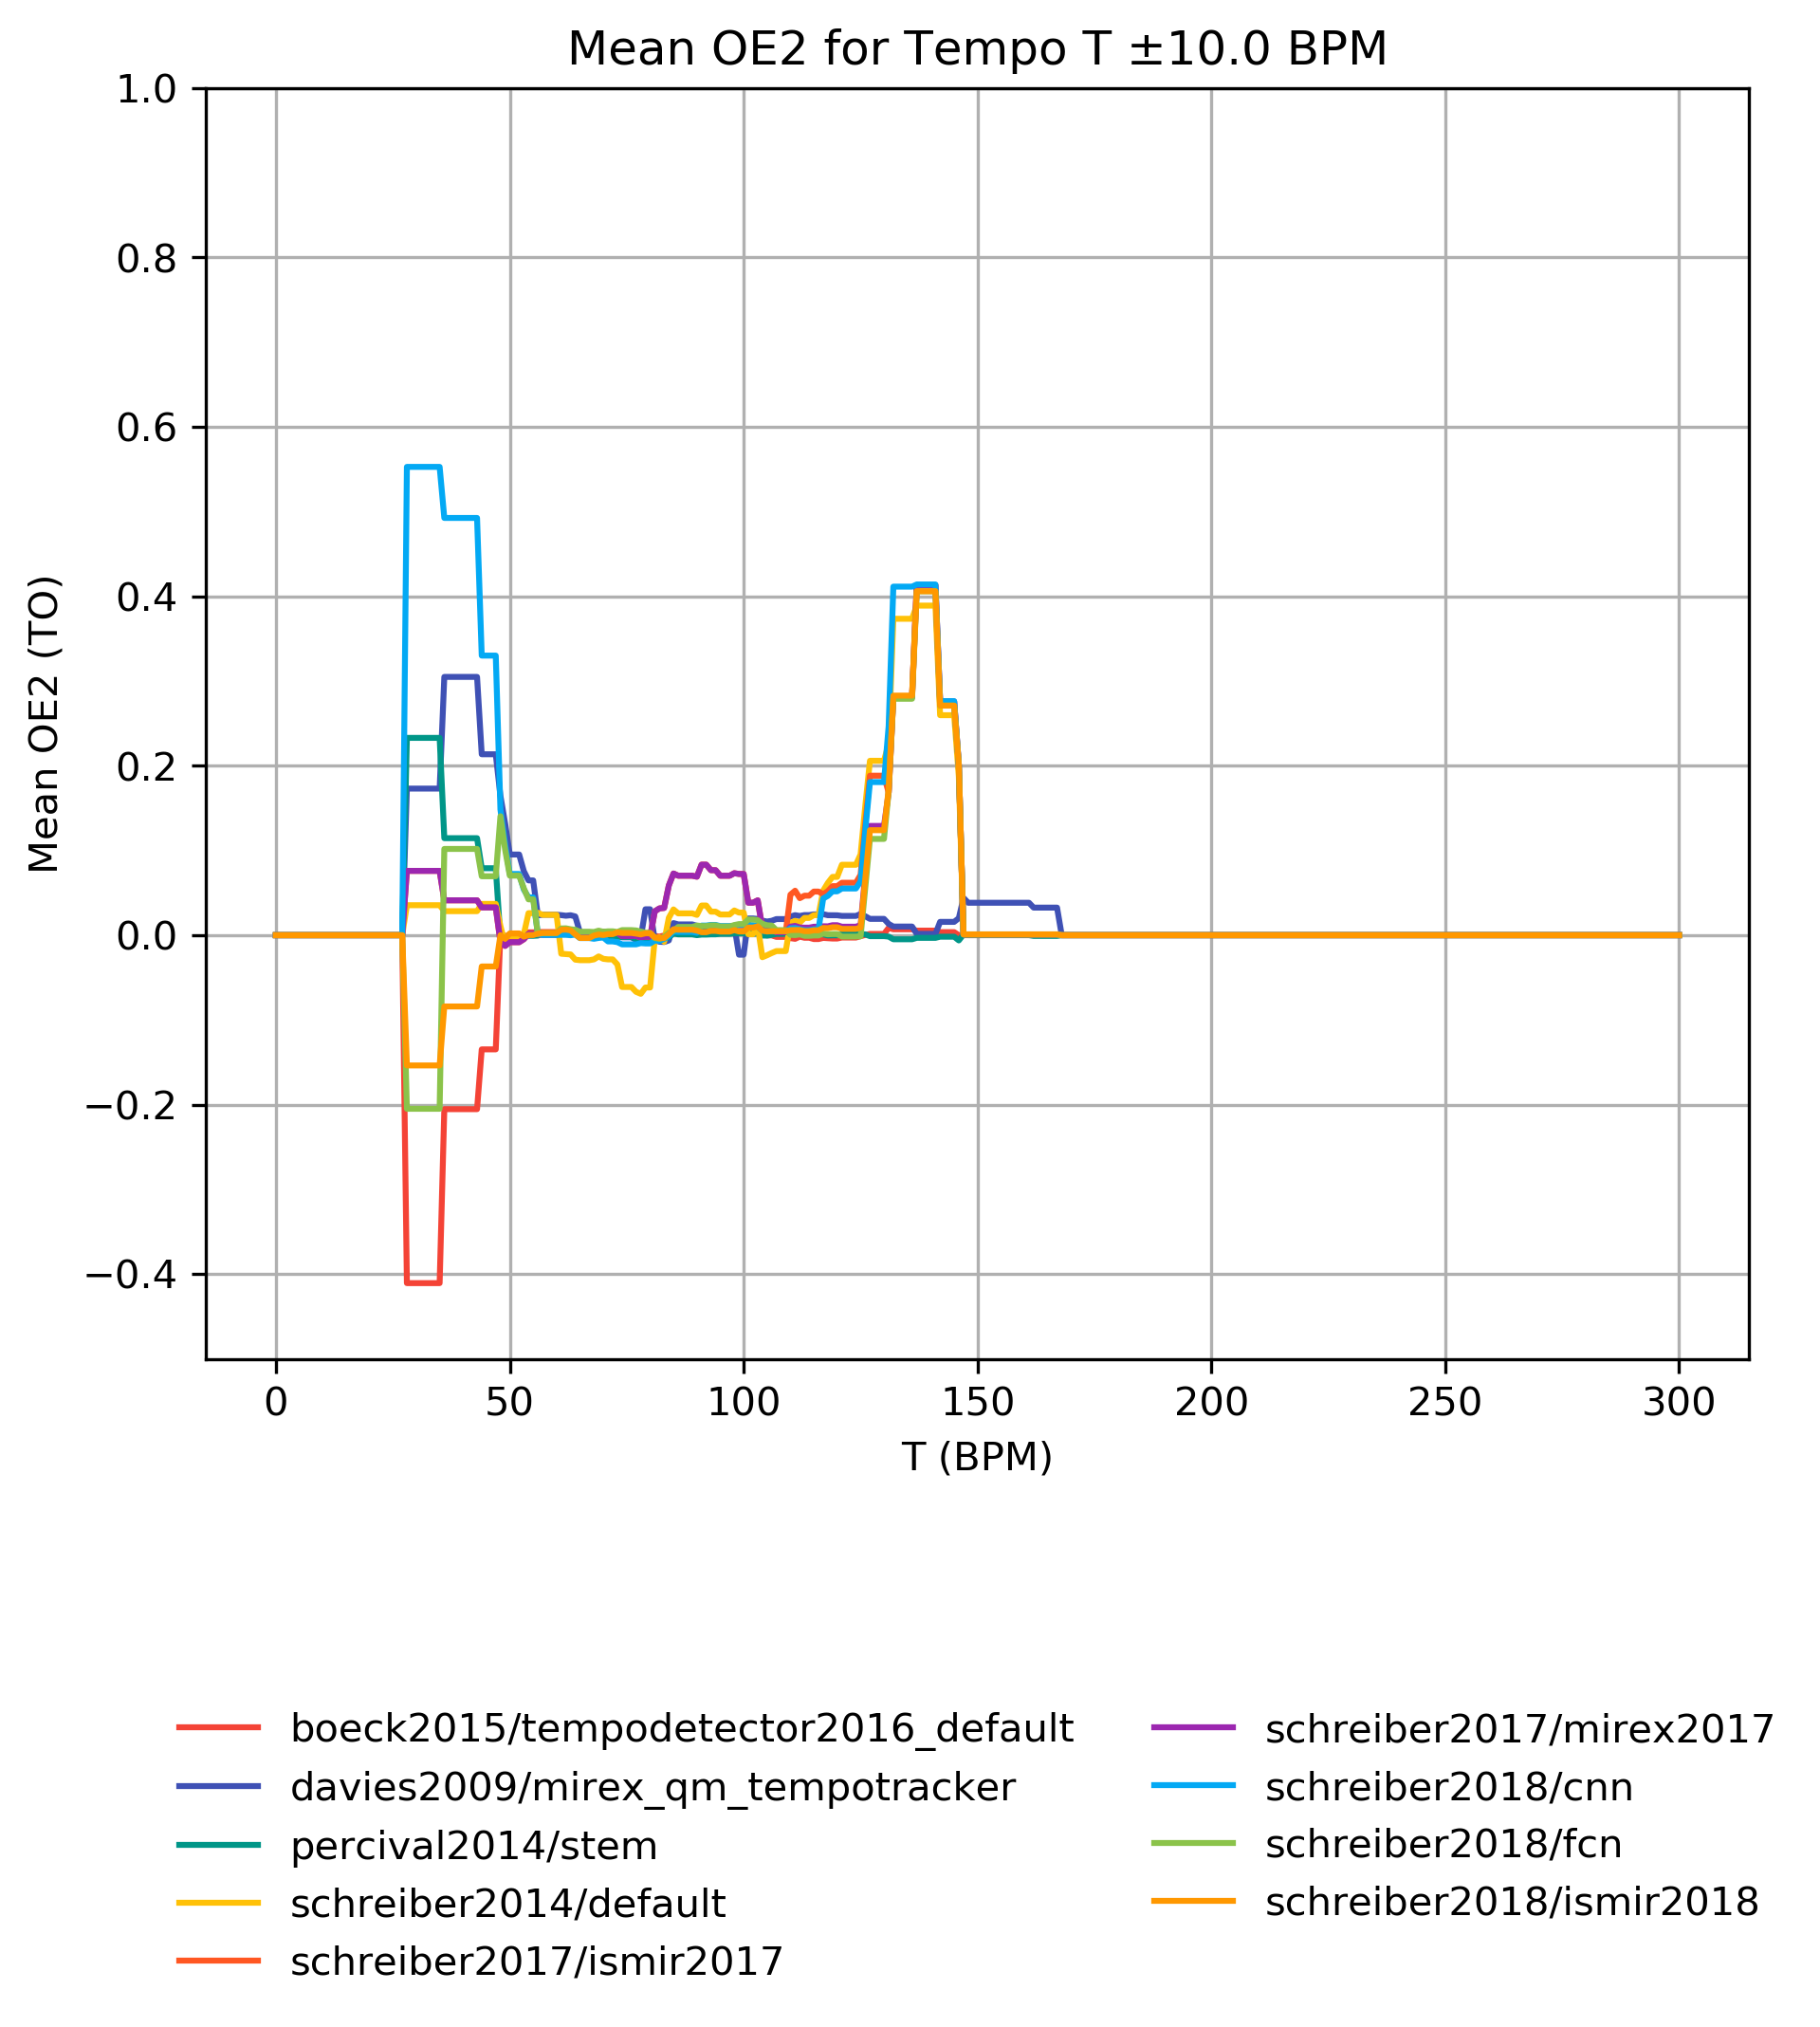 Mean OE2 for Tempo T ±10.0 BPM
1.0
0.8
0.6
0.4
0.2
0.0
−0.2
−0.4
Mean OE2 (TO)
0 50 100 150 200 250 300
T (BPM)
boeck2015/tempodetector2016_default
davies2009/mirex_qm_tempotracker
percival2014/stem
schreiber2014/default
schreiber2017/ismir2017
schreiber2017/mirex2017
schreiber2018/cnn
schreiber2018/fcn
schreiber2018/ismir2018